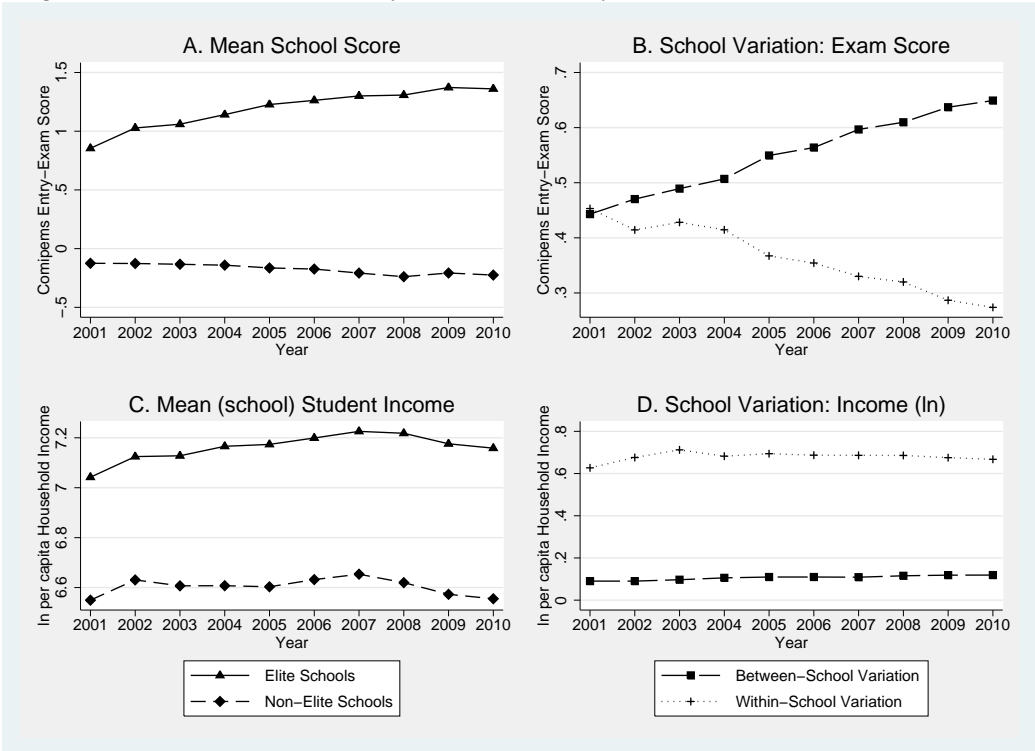 A. Mean School Score
Comipems Entry−Exam Score
1.5
1
.5
0
−.5
2001 2002 2003 2004 2005 2006 2007 2008 2009 2010
Year
B. School Variation: Exam Score
Comipems Entry−Exam Score
.7
.6
.5
.4
.3
2001 2002 2003 2004 2005 2006 2007 2008 2009 2010
Year
C. Mean (school) Student Income
ln per capita Household Income
7.2
7
6.8
6.6
2001 2002 2003 2004 2005 2006 2007 2008 2009 2010
Year
Elite Schools
Non−Elite Schools
D. School Variation: Income (ln)
ln per capita Household Income
.8
.6
.4
.2
0
2001 2002 2003 2004 2005 2006 2007 2008 2009 2010
Year
Between−School Variation
Within−School Variation